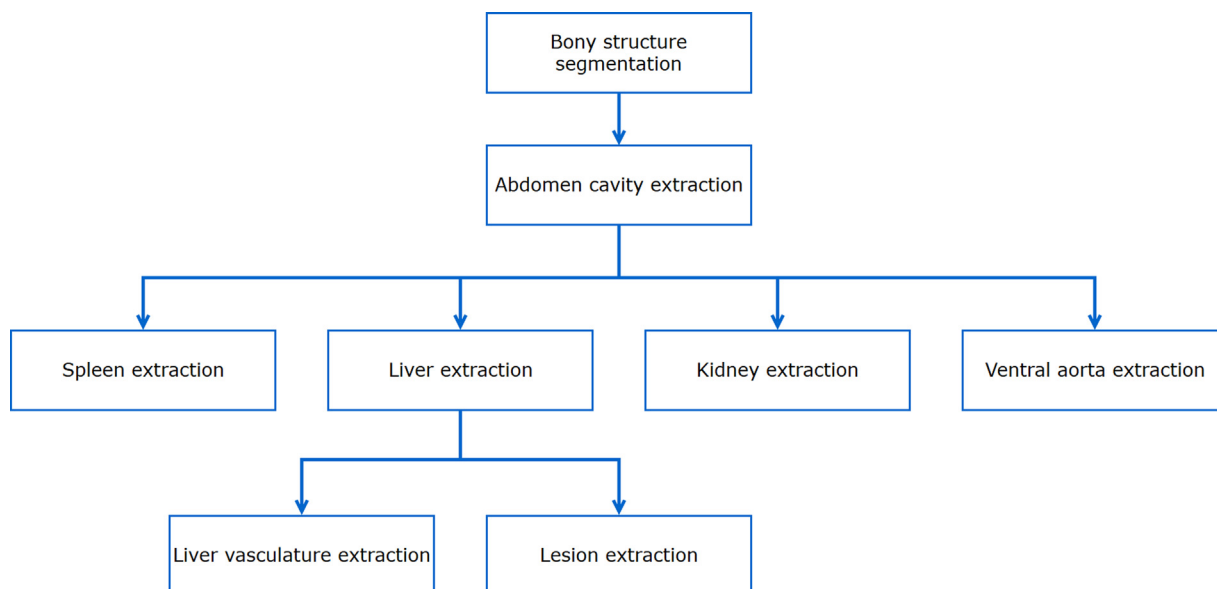 Bony structure
segmentation
Abdomen cavity extraction
Spleen extraction
Liver extraction
Kidney extraction
Ventral aorta extraction
Liver vasculature extraction
Lesion extraction